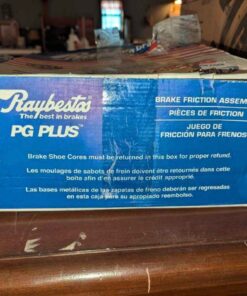 Raybestos
The best in brakes
PG PLUS™
BRAKE FRICTION ASSEM
PIÈCES DE FRICTION
JUEGO DE
FRICCIÓN PARA FRENOS
Brake Shoe Cores must be returned in this box for proper refund.
Les moulages de sabots de frein doivent être retournés dans cette
boîte afin d'en assurer le crédit approprié.
Las bases metálicas de las zapatas de freno deberán ser regresadas
en esta caja para su apropiado reembolso.